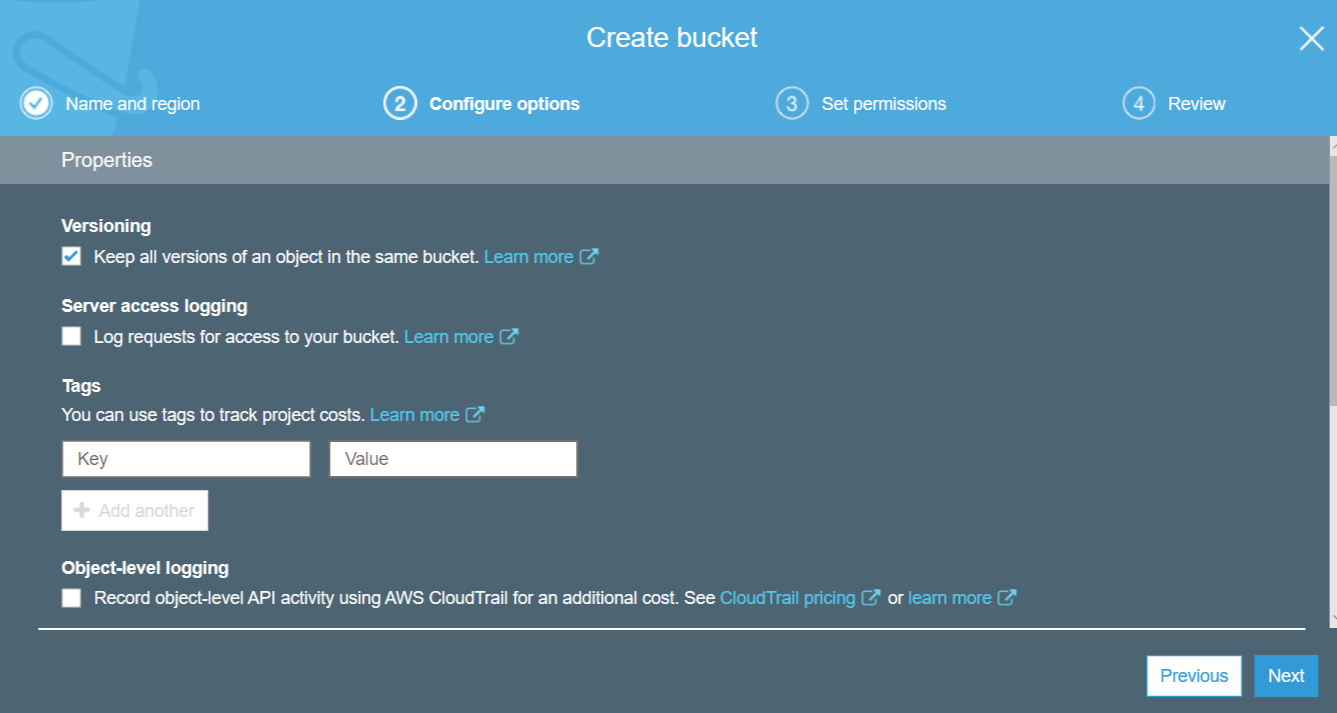 Create bucket
Name and region
2 Configure options
3 Set permissions
4 Review
Properties
Versioning
Keep all versions of an object in the same bucket. Learn more
Server access logging
Log requests for access to your bucket. Learn more
Tags
You can use tags to track project costs. Learn more
Key Value
Add another
Object-level logging
Record object-level API activity using AWS CloudTrail for an additional cost. See CloudTrail pricing or learn more
Previous Next